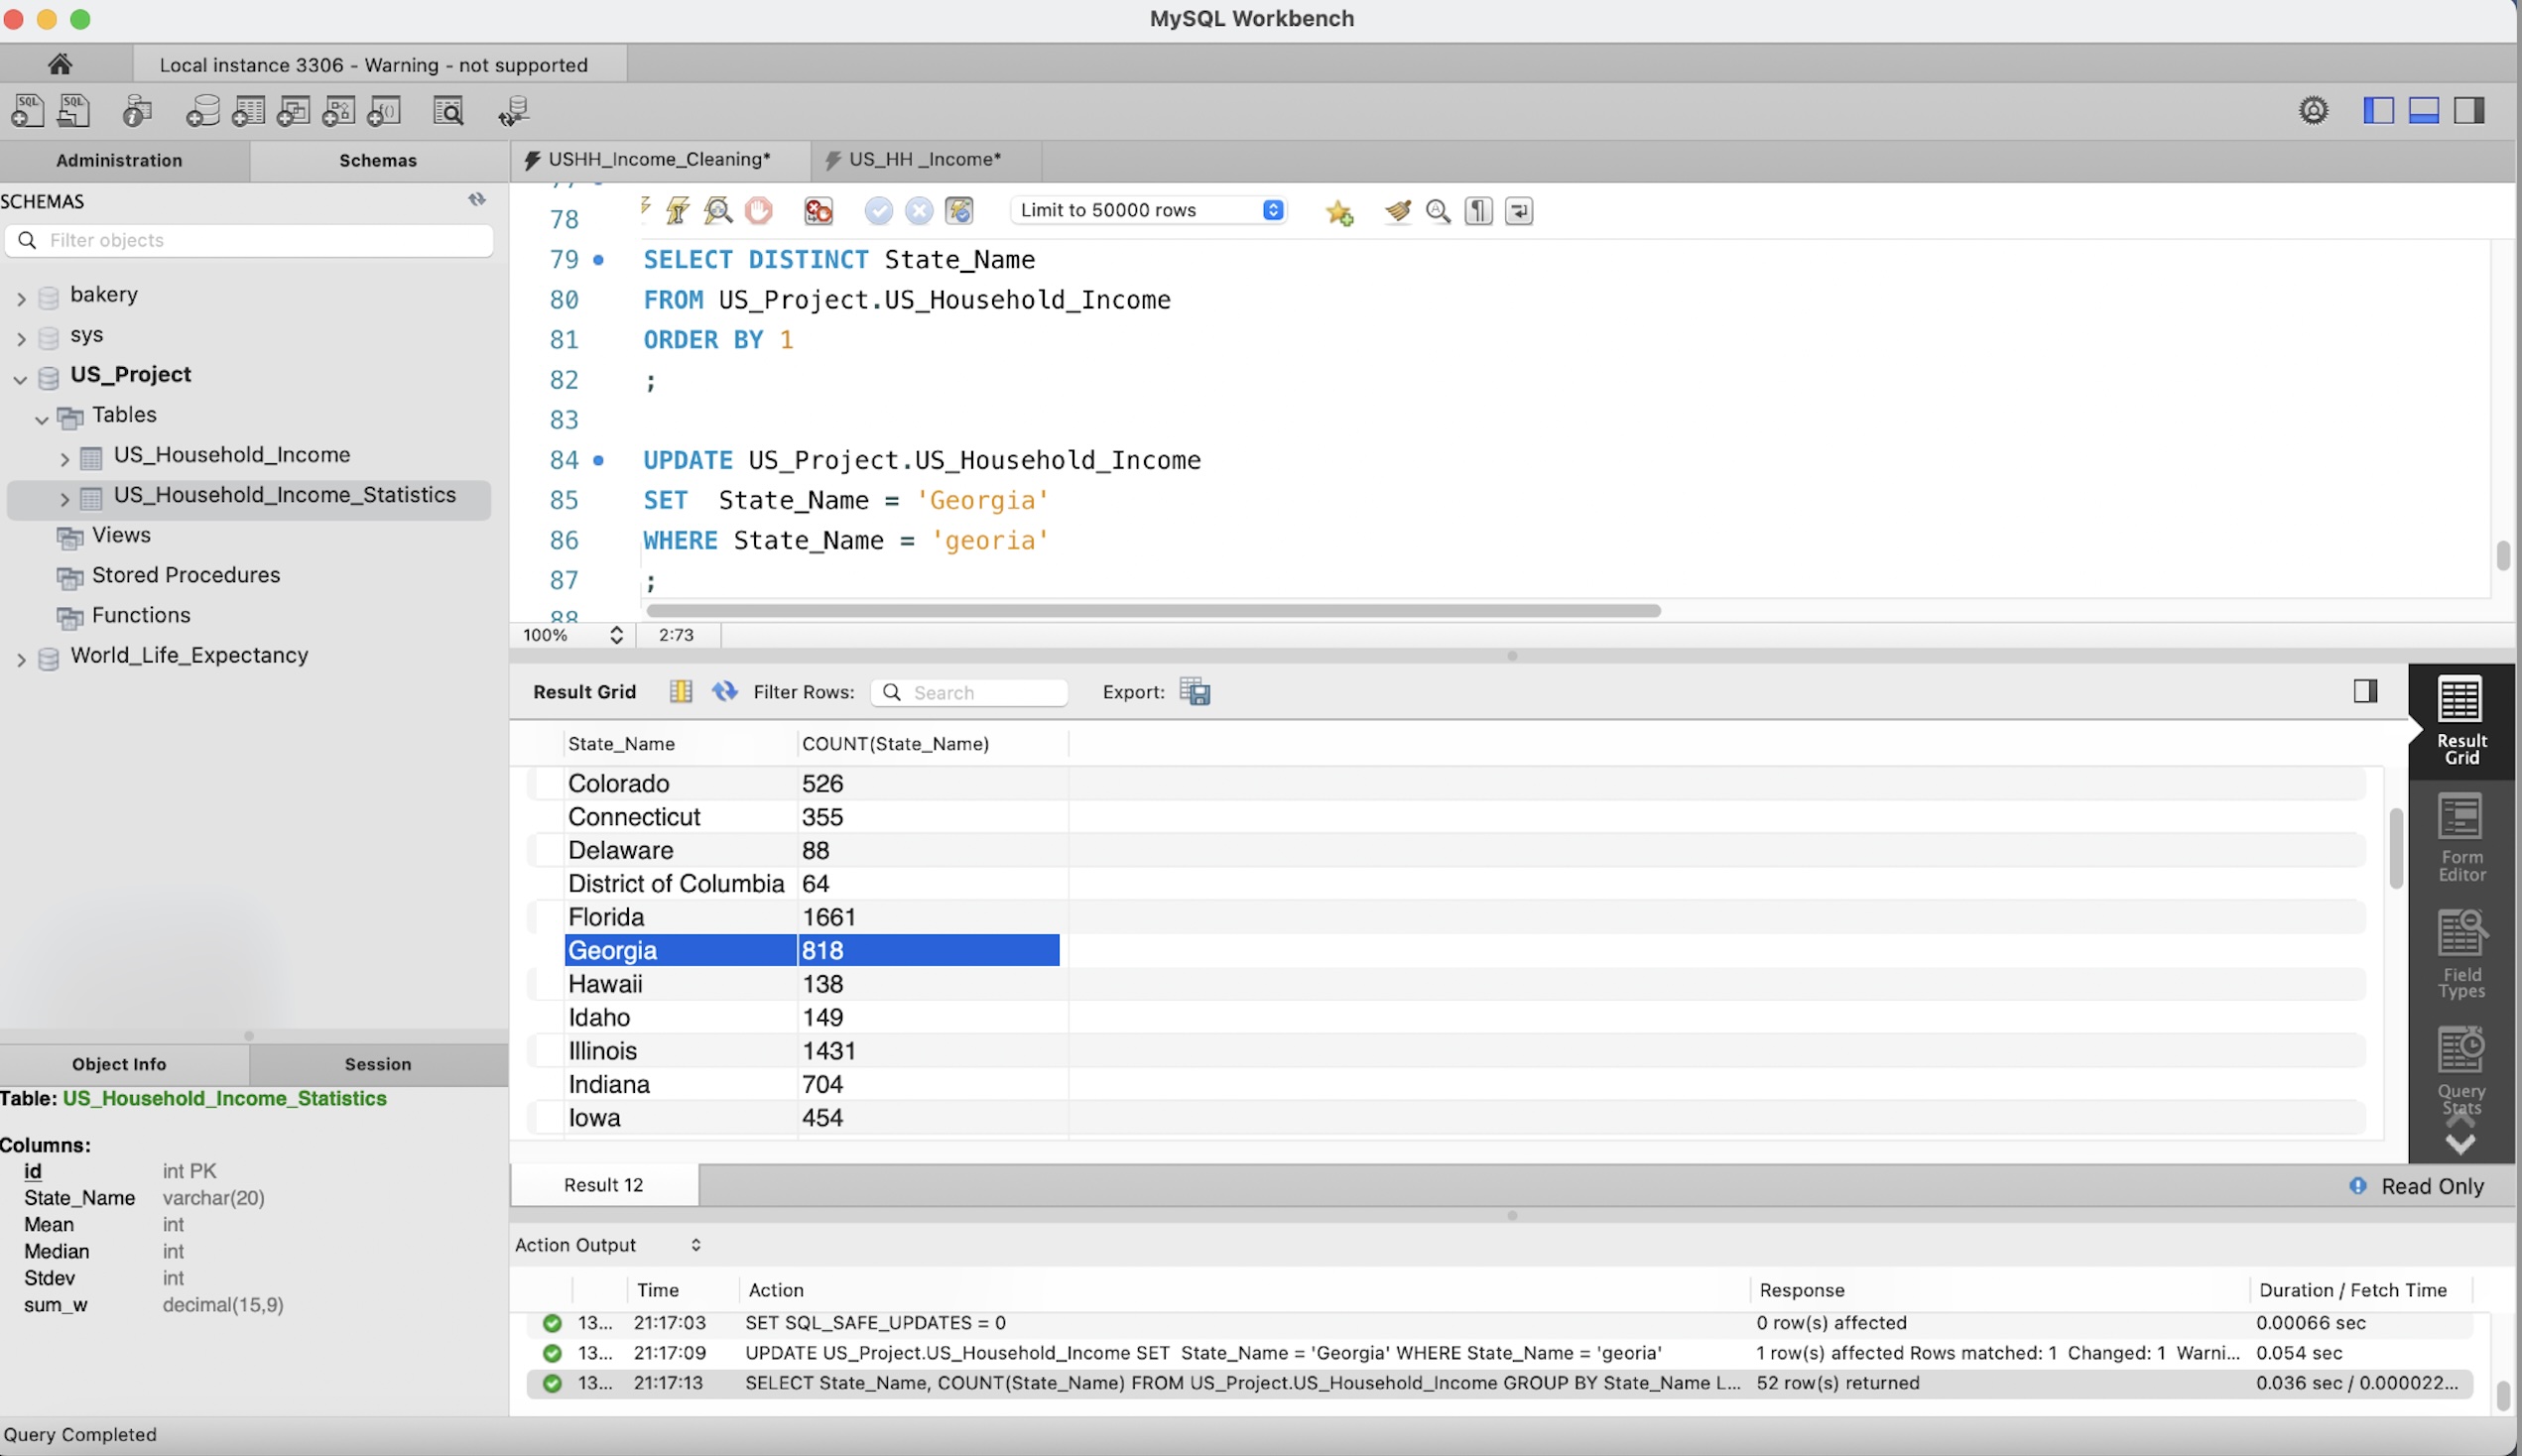 MySQL Workbench
Local instance 3306 - Warning - not supported
Administration
Schemas
USHH_Income_Cleaning*
US_HH _Income*
SCHEMAS
Filter objects
bakery
sys
US_Project
Tables
US_Household_Income
US_Household_Income_Statistics
Views
Stored Procedures
Functions
World_Life_Expectancy
Limit to 50000 rows
78
79 SELECT DISTINCT State_Name
80 FROM US_Project.US_Household_Income
81 ORDER BY 1
82 ;
83
84 UPDATE US_Project.US_Household_Income
85 SET  State_Name = 'Georgia'
86 WHERE State_Name = 'georia'
87 ;
88
100% 2:73
Result Grid Filter Rows: Search Export:
State_Name COUNT(State_Name)
Colorado 526
Connecticut 355
Delaware 88
District of Columbia 64
Florida 1661
Georgia 818
Hawaii 138
Idaho 149
Illinois 1431
Indiana 704
Iowa 454
Result
Grid
Form
Editor
Field
Types
Query
Stats
Result 12
Read Only
Object Info Session
Table: US_Household_Income_Statistics
Columns:
id int PK
State_Name varchar(20)
Mean int
Median int
Stdev int
sum_w decimal(15,9)
Action Output
Time Action Response Duration / Fetch Time
13... 21:17:03 SET SQL_SAFE_UPDATES = 0 0 row(s) affected 0.00066 sec
13... 21:17:09 UPDATE US_Project.US_Household_Income SET  State_Name = 'Georgia' WHERE State_Name = 'georia' 1 row(s) affected Rows matched: 1  Changed: 1  Warni... 0.054 sec
13... 21:17:13 SELECT State_Name, COUNT(State_Name) FROM US_Project.US_Household_Income GROUP BY State_Name L... 52 row(s) returned 0.036 sec / 0.000022...
Query Completed